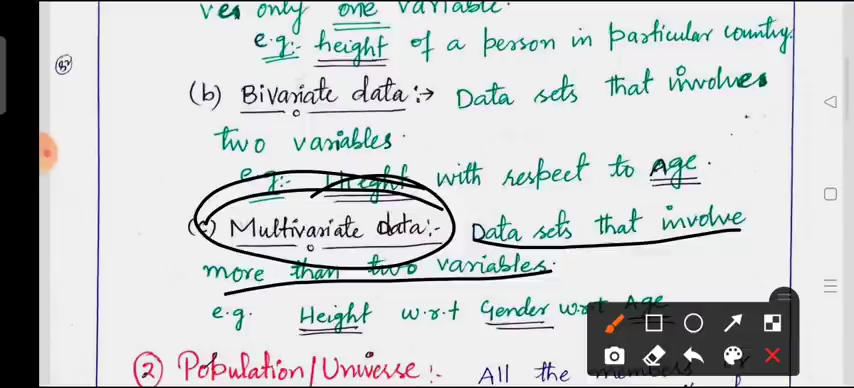 ves only one variable.
e.g:- height of a person in particular country.
(b) Bivariate data :→ Data sets that involves
two variables.
e.g:- Height with respect to Age.
(c) Multivariate data:- Data sets that involve
more than two variables.
e.g. Height w.r.t Gender w.r.t Age
② Population/Universe :- All the members